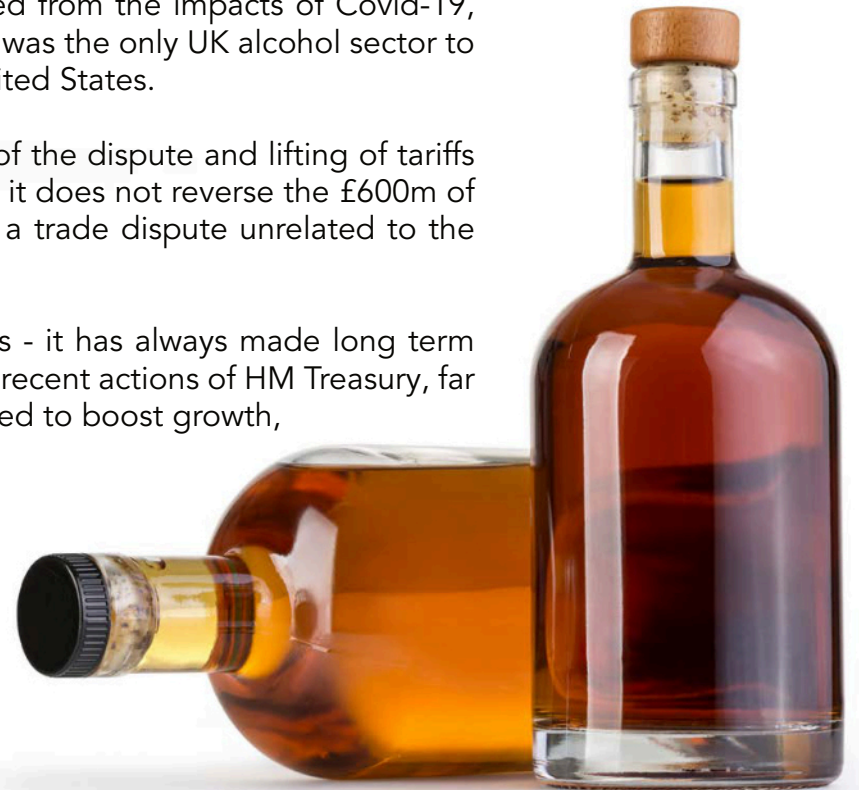 ed from the impacts of Covid-19,
was the only UK alcohol sector to
ited States.
of the dispute and lifting of tariffs
it does not reverse the £600m of
a trade dispute unrelated to the
s - it has always made long term
recent actions of HM Treasury, far
ed to boost growth,